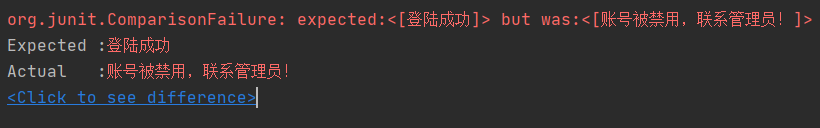 org.junit.ComparisonFailure: expected:<[登陆成功]> but was:<[账号被禁用，联系管理员！]>
Expected :登陆成功
Actual   :账号被禁用，联系管理员！
<Click to see difference>